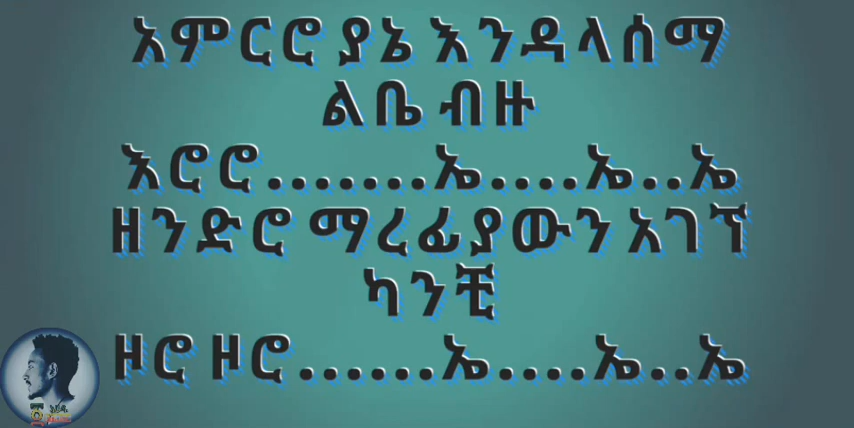 አምርሮ ያኔ እንዳላሰማ
ልቤ ብዙ
እሮሮ.......ኤ....ኤ..ኤ
ዘንድሮ ማረፊያውን አገኘ
ካንቺ
ዞሮ ዞሮ......ኤ....ኤ..ኤ